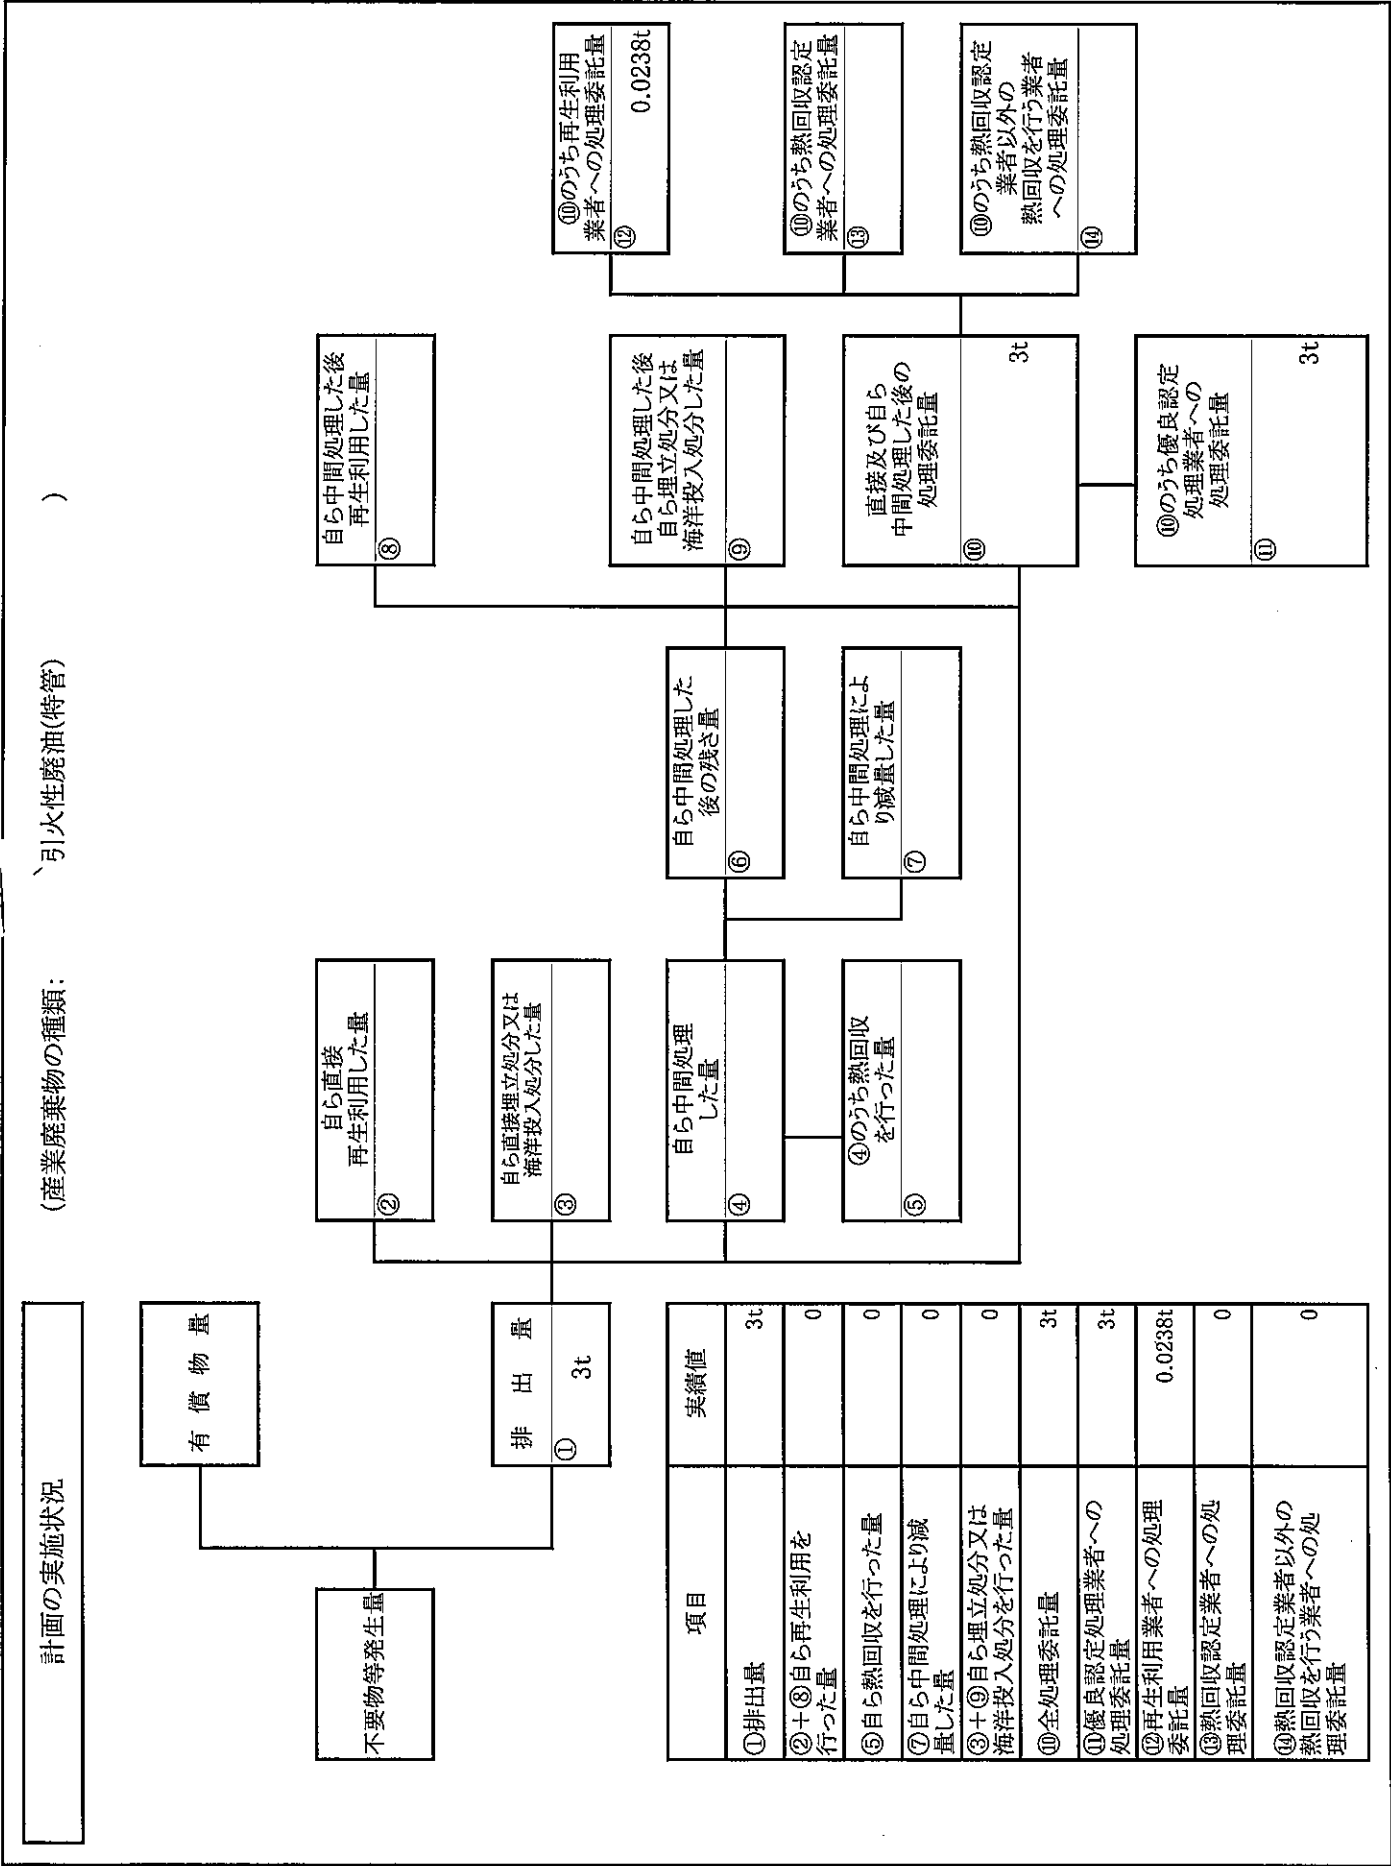 計画の実施状況
(産業廃棄物の種類: 引火性廃油(特管) )
不要物等発生量
有償物量
排出量
① 3t
自ら直接
再生利用した量
②
自ら直接埋立処分又は
海洋投入処分した量
③
自ら中間処理
した量
④
④のうち熱回収
を行った量
⑤
自ら中間処理した
後の残さ量
⑥
自ら中間処理によ
り減量した量
⑦
自ら中間処理した後
再生利用した量
⑧
自ら中間処理した後
自ら埋立処分又は
海洋投入処分した量
⑨
直接及び自ら
中間処理した後の
処理委託量
⑩
3t
⑩のうち優良認定
処理業者への
処理委託量
⑪
3t
⑩のうち再生利用
業者への処理委託量
⑫ 0.0238t
⑩のうち熱回収認定
業者への処理委託量
⑬
⑩のうち熱回収認定
業者以外の
熱回収を行う業者
への処理委託量
⑭
項目 実績値
①排出量 3t
②+⑧自ら再生利用を
行った量 0
⑤自ら熱回収を行った量 0
⑦自ら中間処理により減
量した量 0
③+⑨自ら埋立処分又は
海洋投入処分を行った量 0
⑩全処理委託量 3t
⑪優良認定処理業者への
処理委託量 3t
⑫再生利用業者への処理
委託量 0.0238t
⑬熱回収認定業者への処
理委託量 0
⑭熱回収認定業者以外の
熱回収を行う業者への処
理委託量 0